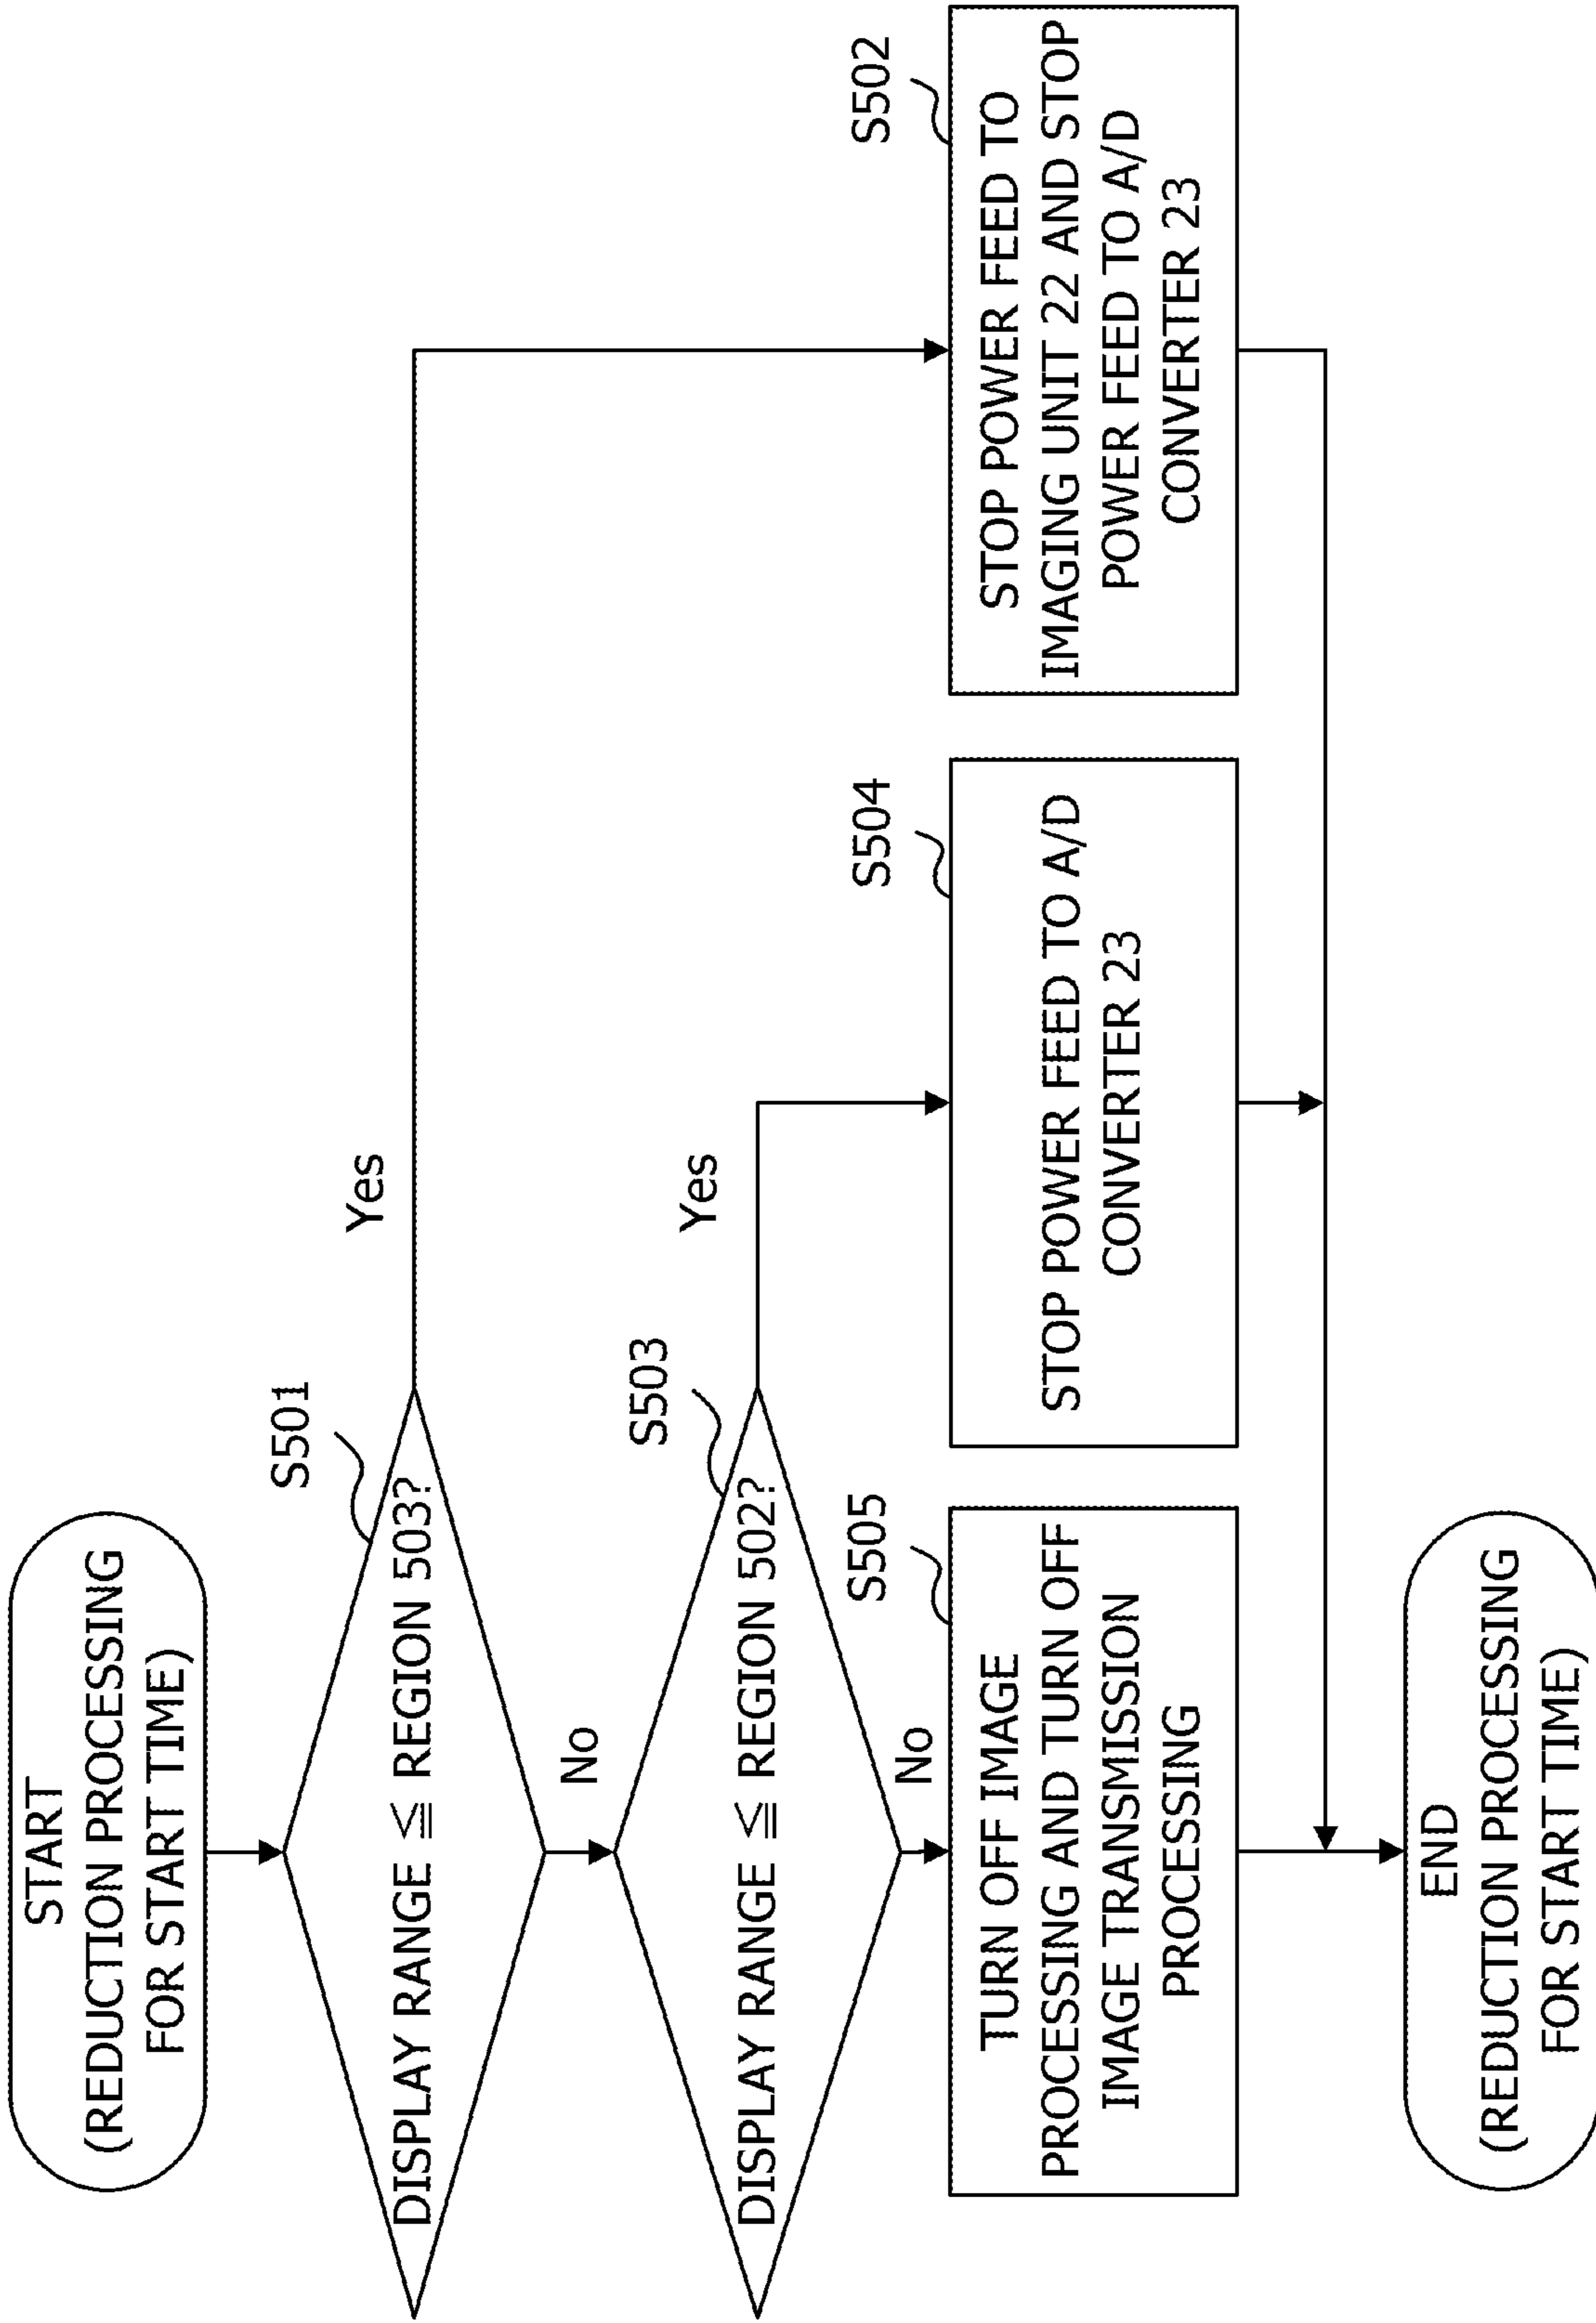 START
(REDUCTION PROCESSING
FOR START TIME)
S501
DISPLAY RANGE ≦ REGION 503?
Yes
No
S503
DISPLAY RANGE ≦ REGION 502?
Yes
No
S505
TURN OFF IMAGE
PROCESSING AND TURN OFF
IMAGE TRANSMISSION
PROCESSING
S504
STOP POWER FEED TO A/D
CONVERTER 23
S502
STOP POWER FEED TO
IMAGING UNIT 22 AND STOP
POWER FEED TO A/D
CONVERTER 23
END
(REDUCTION PROCESSING
FOR START TIME)